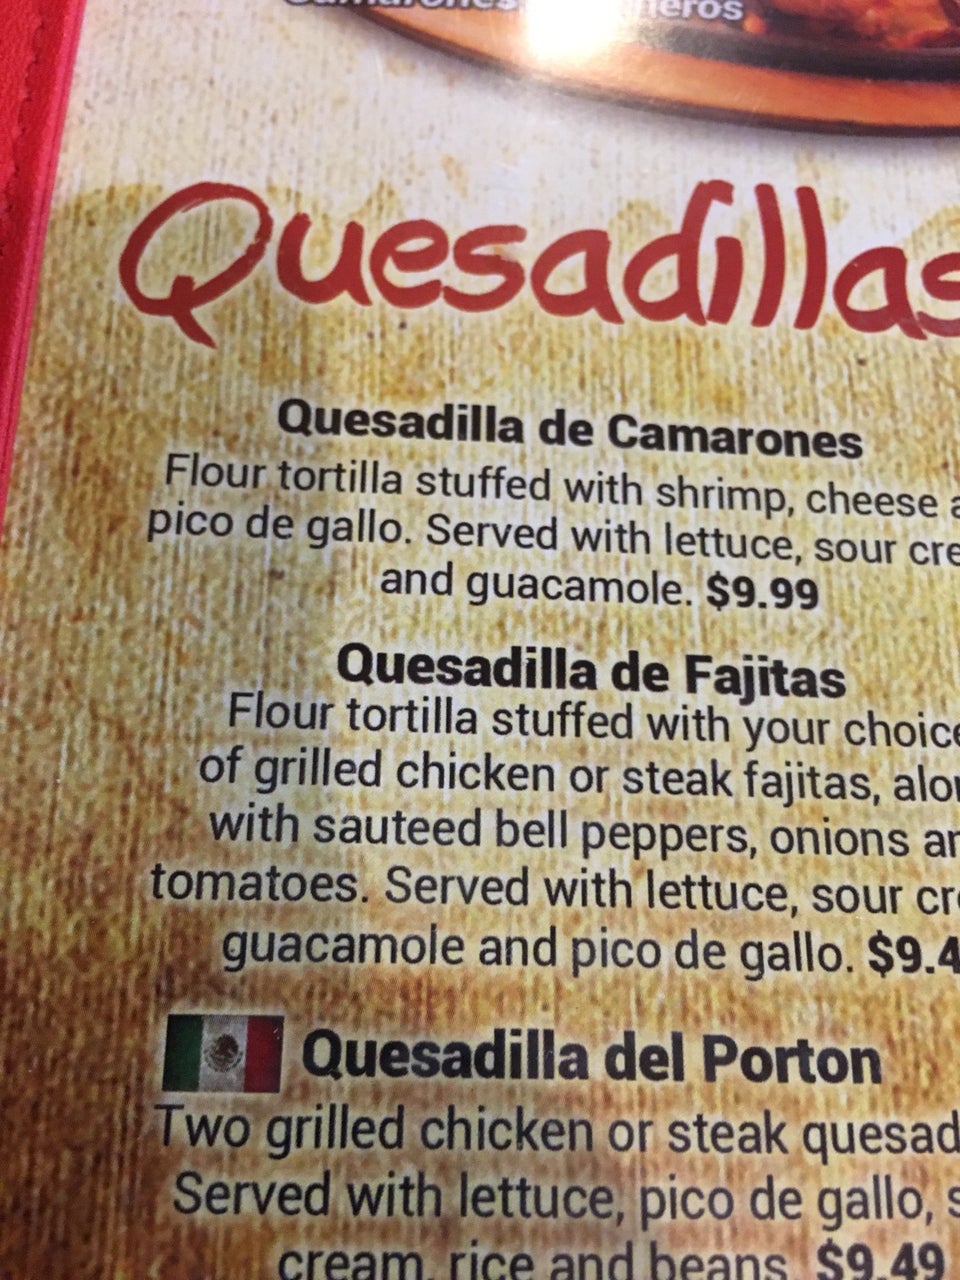 Quesadillas
Quesadilla de Camarones
Flour tortilla stuffed with shrimp, cheese
pico de gallo. Served with lettuce, sour
and guacamole. $9.99
Quesadilla de Fajitas
Flour tortilla stuffed with your choice
of grilled chicken or steak fajitas,
with sauteed bell peppers, onions
tomatoes. Served with lettuce, sour
guacamole and pico de gallo. $9.4
Quesadilla del Porton
Two grilled chicken or steak
Served with lettuce, pico de gallo,
cream, rice and beans. $9.49